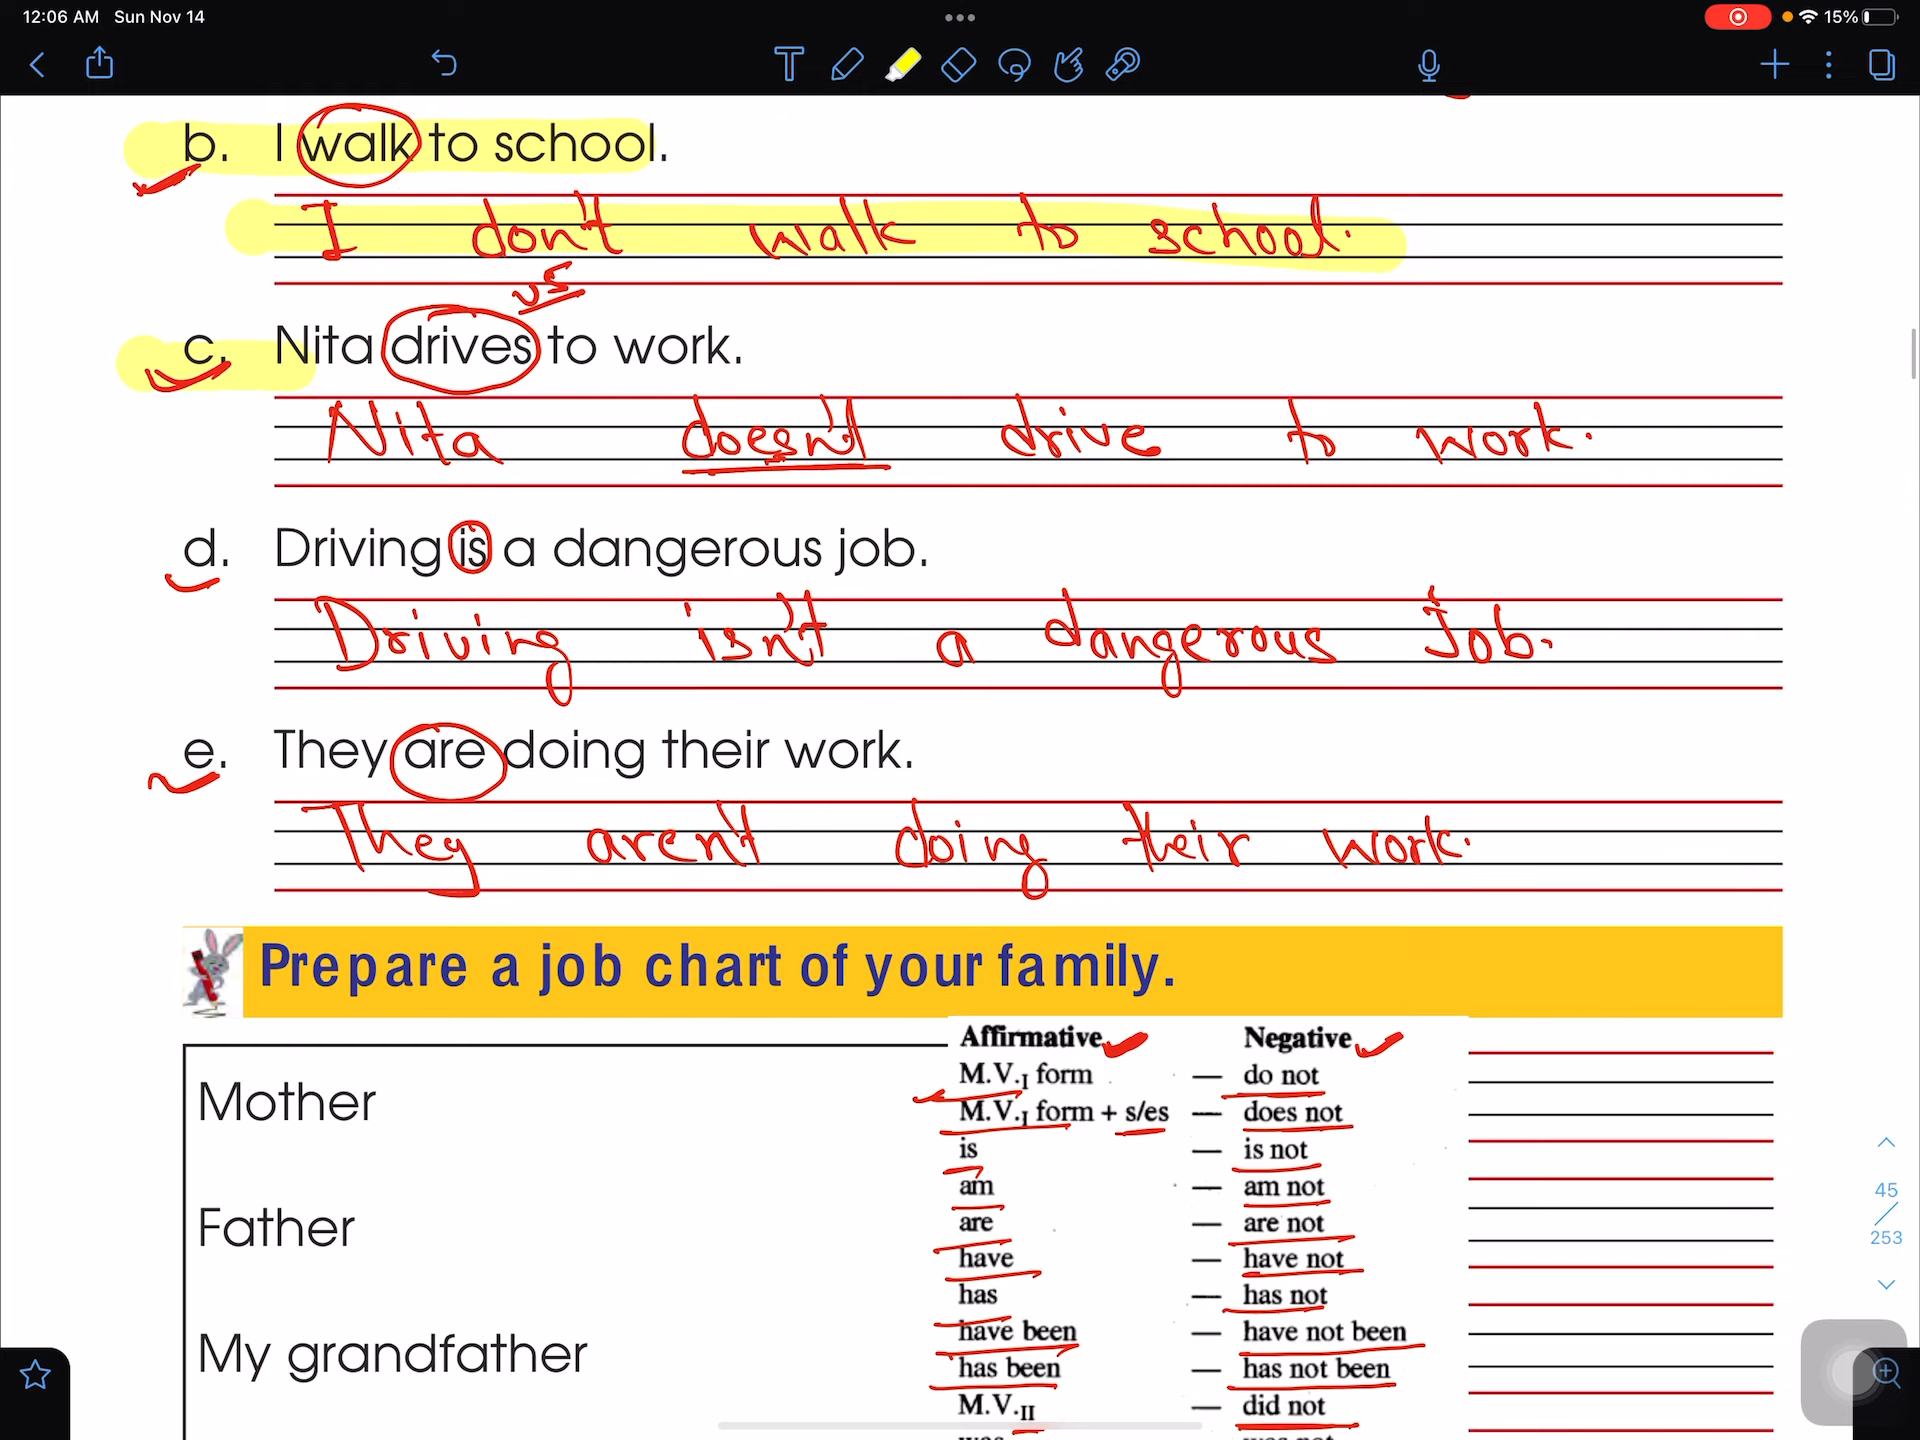 12:06 AM Sun Nov 14
15%
b. I walk to school.
I don't walk to school.
v5
c. Nita drives to work.
Nita doesn't drive to work.
d. Driving is a dangerous job.
Driving isn't a dangerous Job.
e. They are doing their work.
They aren't doing their work.
Prepare a job chart of your family.
Mother
Father
My grandfather
Affirmative Negative
M.V.I form — do not
M.V.I form + s/es — does not
is — is not
am — am not
are — are not
have — have not
has — has not
have been — have not been
has been — has not been
M.V.II — did not
45
253